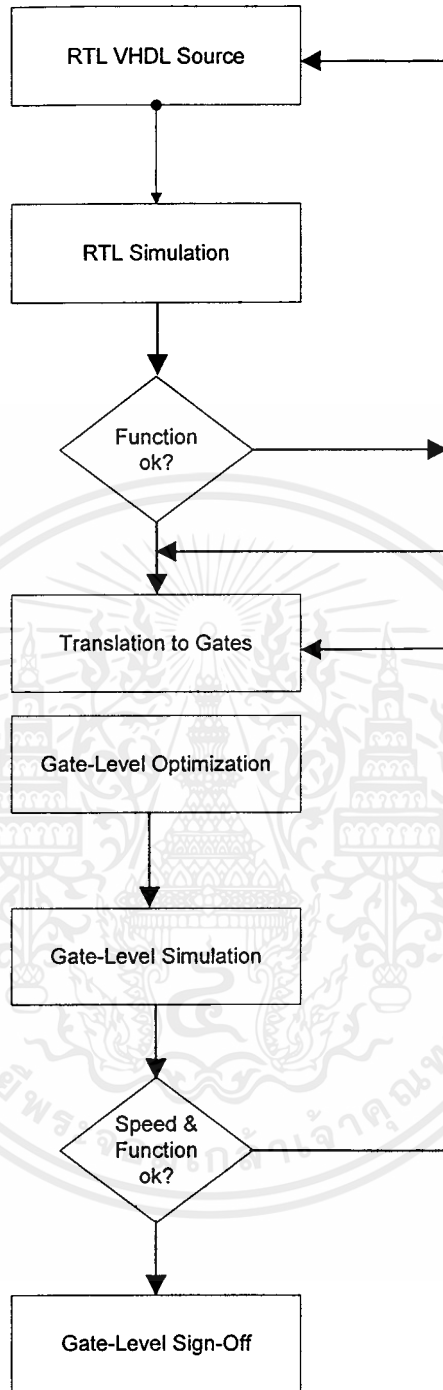 RTL VHDL Source
RTL Simulation
Function
ok?
Translation to Gates
Gate-Level Optimization
Gate-Level Simulation
Speed &
Function
ok?
Gate-Level Sign-Off